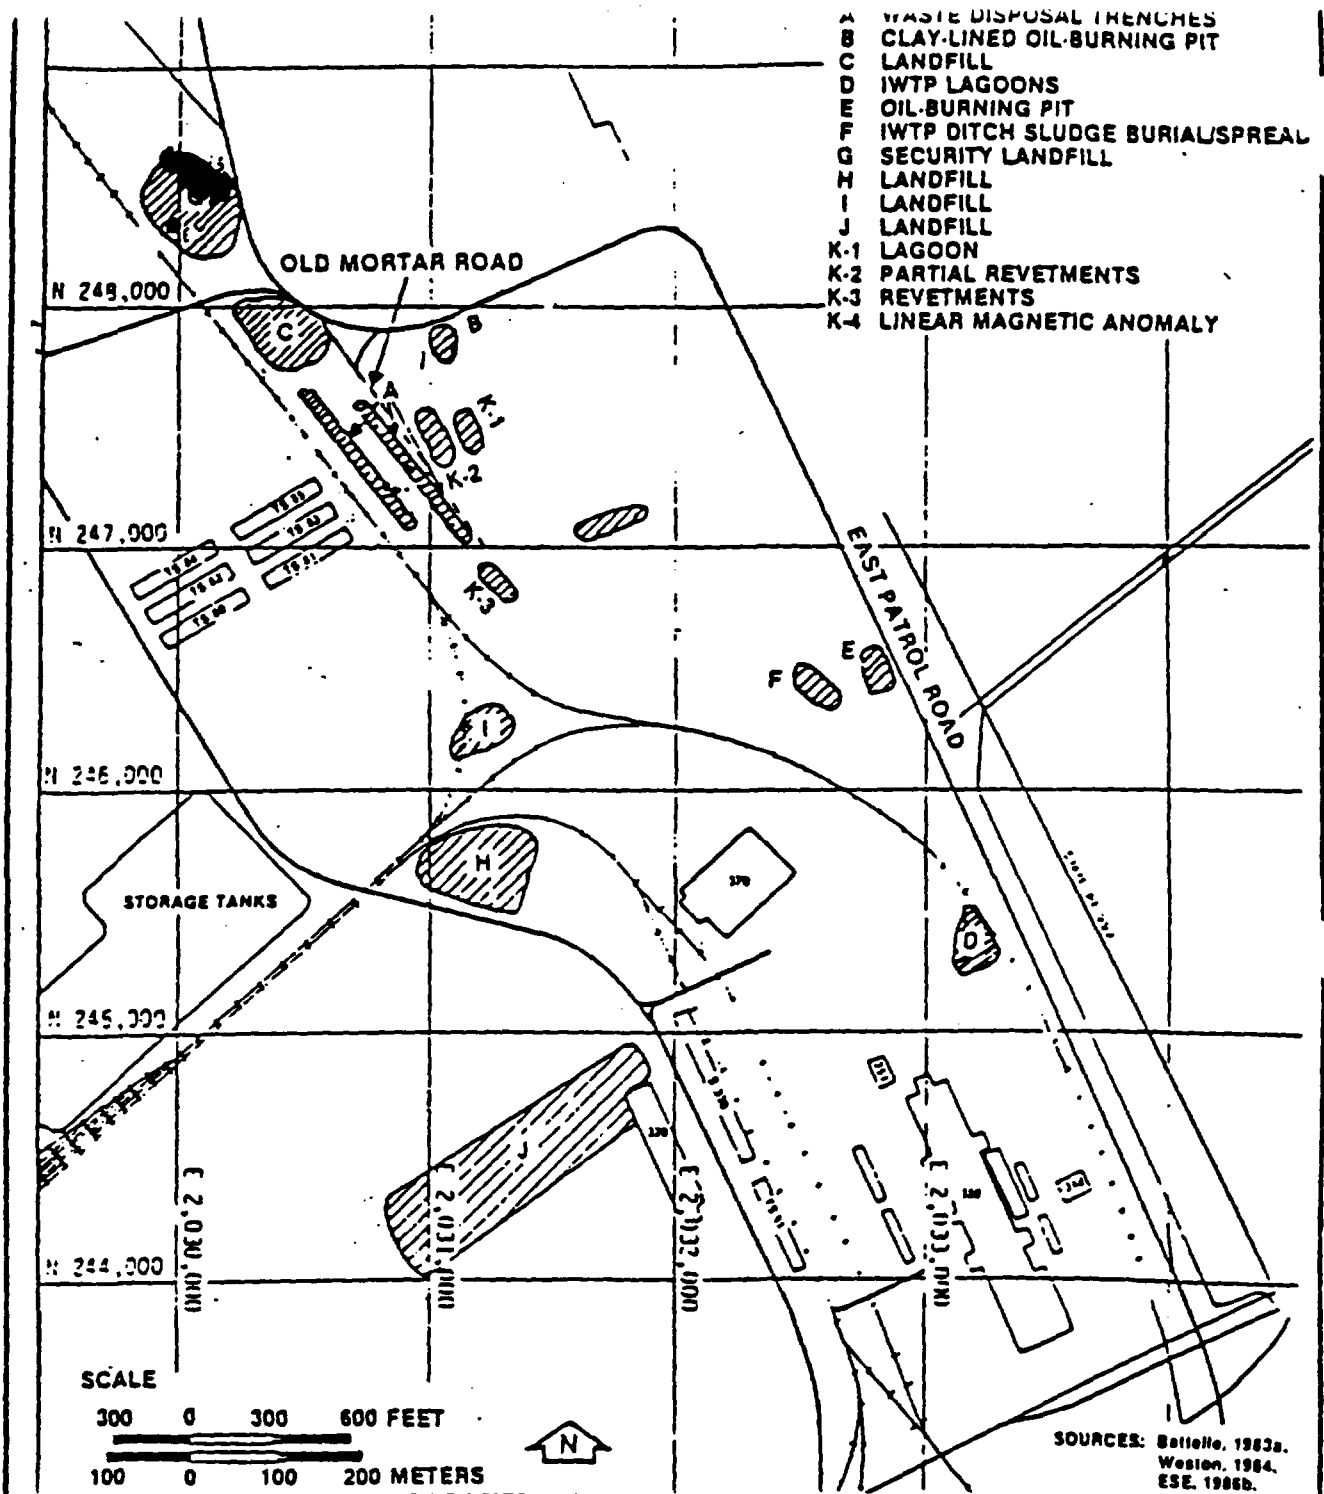 A WASTE DISPOSAL TRENCHES
B CLAY-LINED OIL-BURNING PIT
C LANDFILL
D IWTP LAGOONS
E OIL-BURNING PIT
F IWTP DITCH SLUDGE BURIAL/SPREAL
G SECURITY LANDFILL
H LANDFILL
I LANDFILL
J LANDFILL
K-1 LAGOON
K-2 PARTIAL REVETMENTS
K-3 REVETMENTS
K-4 LINEAR MAGNETIC ANOMALY
OLD MORTAR ROAD
N 248,000
C
B
A
K-1
K-2
N 247,000
K-3
EAST PATROL ROAD
E
F
I
N 246,000
H
STORAGE TANKS
D
N 245,000
J
E 2,030,000
E 2,031,000
E 2,032,000
E 2,033,000
N 244,000
SCALE
300 0 300 600 FEET
100 0 100 200 METERS
N
SOURCES: Battelle, 1983a.
Weston, 1984.
ESE, 1986b.